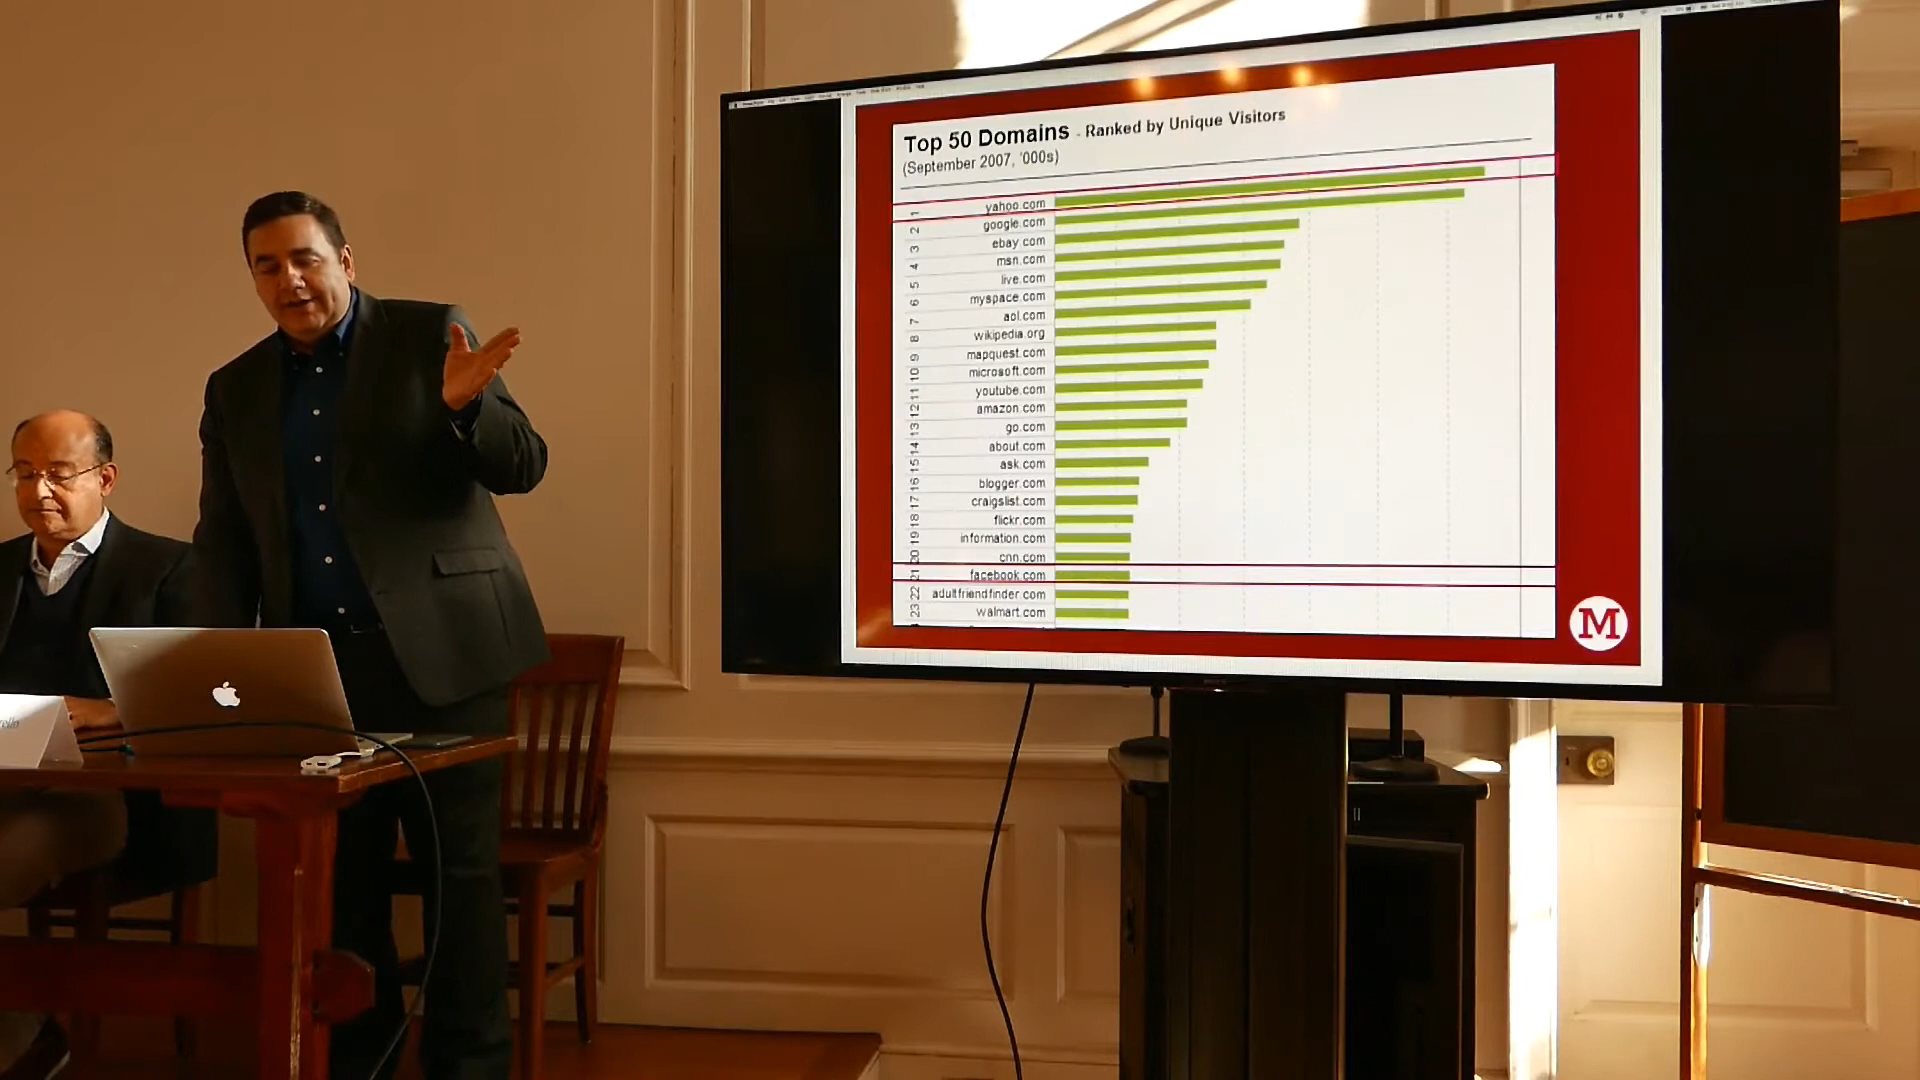 Top 50 Domains - Ranked by Unique Visitors
(September 2007, '000s)
1 yahoo.com
2 google.com
3 ebay.com
4 msn.com
5 live.com
6 myspace.com
7 aol.com
8 wikipedia.org
9 mapquest.com
10 microsoft.com
11 youtube.com
12 amazon.com
13 go.com
14 about.com
15 ask.com
16 blogger.com
17 craigslist.com
18 flickr.com
19 information.com
20 cnn.com
21 facebook.com
22 adultfriendfinder.com
23 walmart.com
M